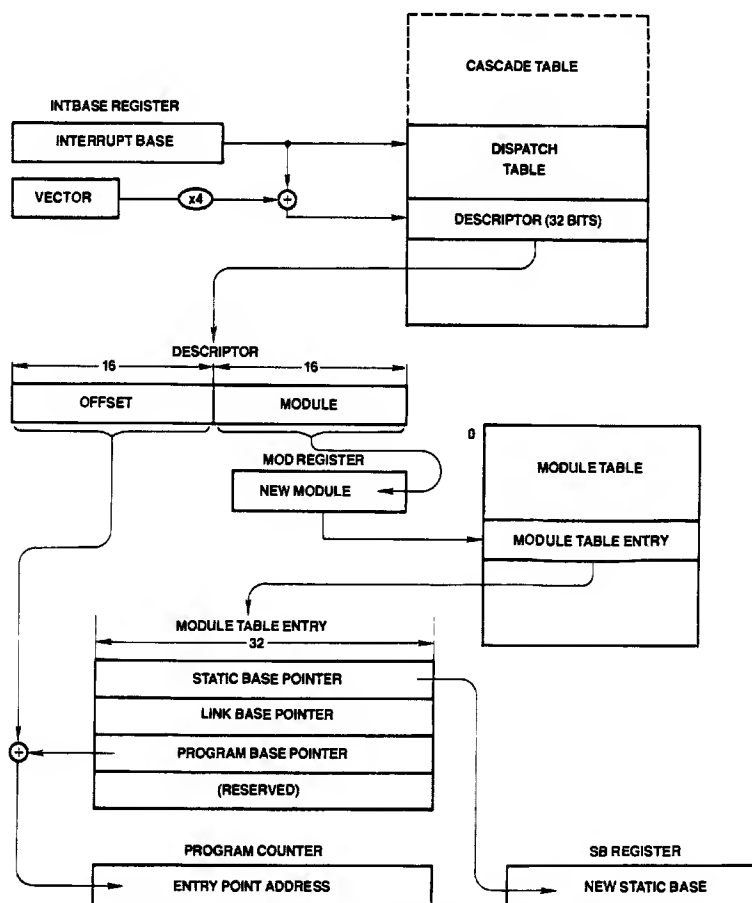 CASCADE TABLE
INTBASE REGISTER
INTERRUPT BASE
DISPATCH
TABLE
VECTOR
x4
+
DESCRIPTOR (32 BITS)
DESCRIPTOR
16
16
OFFSET
MODULE
MOD REGISTER
NEW MODULE
0
MODULE TABLE
MODULE TABLE ENTRY
MODULE TABLE ENTRY
32
STATIC BASE POINTER
LINK BASE POINTER
+
PROGRAM BASE POINTER
(RESERVED)
PROGRAM COUNTER
ENTRY POINT ADDRESS
SB REGISTER
NEW STATIC BASE